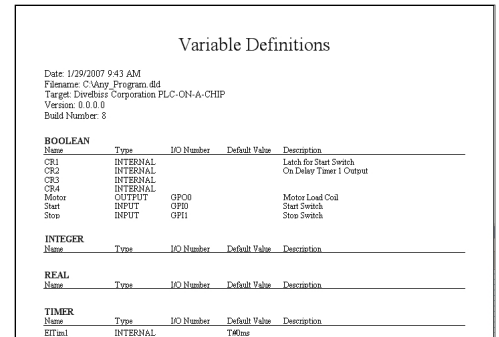 Variable Definitions
Date: 1/29/2007 9:43 AM
Filename: C:\Any_Program.dld
Target: Divelbiss Corporation PLC-ON-A-CHIP
Version: 0.0.0.0
Build Number: 8
BOOLEAN
Name Type I/O Number Default Value Description
CR1 INTERNAL Latch for Start Switch
CR2 INTERNAL On Delay Timer 1 Output
CR3 INTERNAL
CR4 INTERNAL
Motor OUTPUT GPO0 Motor Load Coil
Start INPUT GPI0 Start Switch
Stop INPUT GPI1 Stop Switch
INTEGER
Name Type I/O Number Default Value Description
REAL
Name Type I/O Number Default Value Description
TIMER
Name Type I/O Number Default Value Description
ElTim1 INTERNAL T#0ms